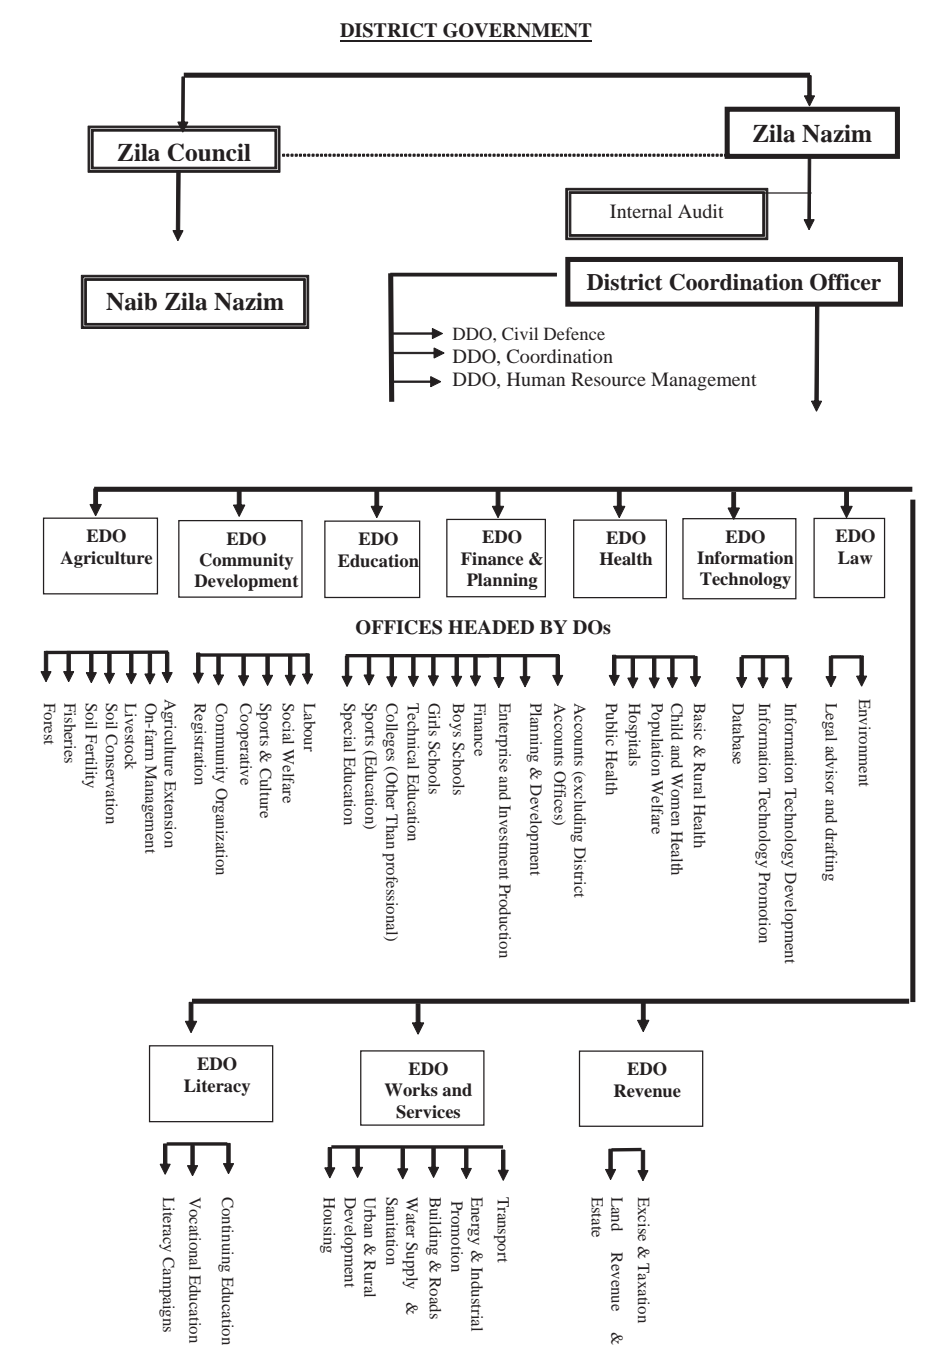 DISTRICT GOVERNMENT
Zila Council
Zila Nazim
Internal Audit
Naib Zila Nazim
District Coordination Officer
DDO, Civil Defence
DDO, Coordination
DDO, Human Resource Management
EDO
Agriculture
EDO
Community
Development
EDO
Education
EDO
Finance &
Planning
EDO
Health
EDO
Information
Technology
EDO
Law
OFFICES HEADED BY DOs
Forest
Fisheries
Soil Fertility
Soil Conservation
Livestock
On-farm Management
Agriculture Extension
Registration
Community Organization
Cooperative
Sports & Culture
Social Welfare
Labour
Special Education
Sports (Education)
Colleges (Other Than professional)
Technical Education
Girls Schools
Boys Schools
Finance
Enterprise and Investment Production
Planning & Development
Accounts (excluding District
Accounts Offices)
Public Health
Hospitals
Population Welfare
Child and Women Health
Basic & Rural Health
Database
Information Technology Promotion
Information Technology Development
Legal advisor and drafting
Environment
EDO
Literacy
EDO
Works and
Services
EDO
Revenue
Literacy Campaigns
Vocational Education
Continuing Education
Housing
Urban & Rural
Development
Water Supply &
Sanitation
Building & Roads
Energy & Industrial
Promotion
Transport
Land Revenue &
Estate
Excise & Taxation